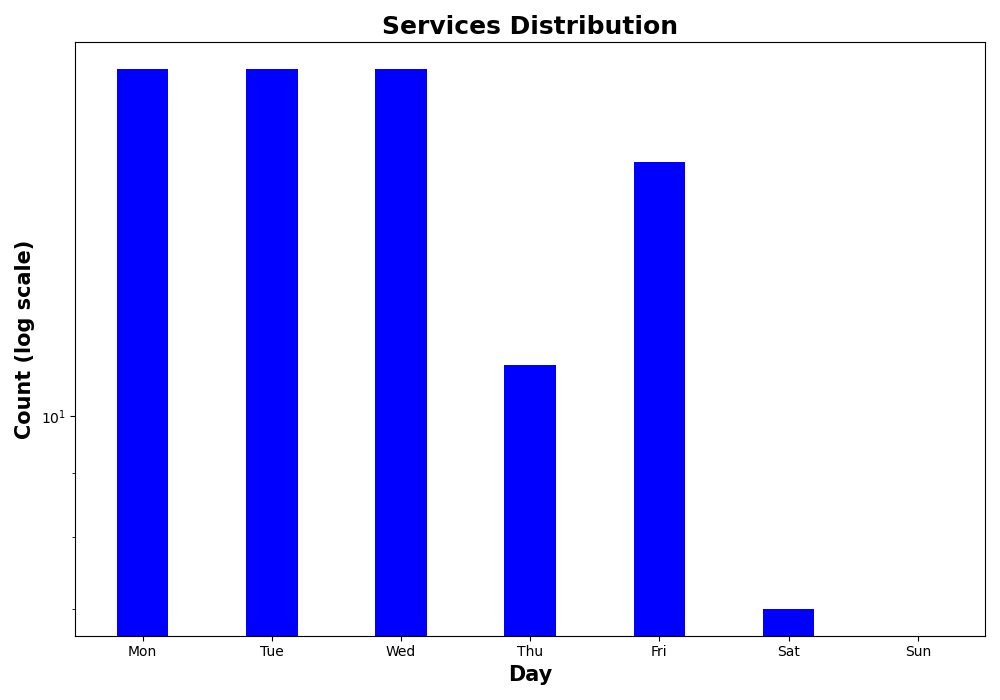 Services Distribution
Count (log scale)
10¹
Mon Tue Wed Thu Fri Sat Sun
Day